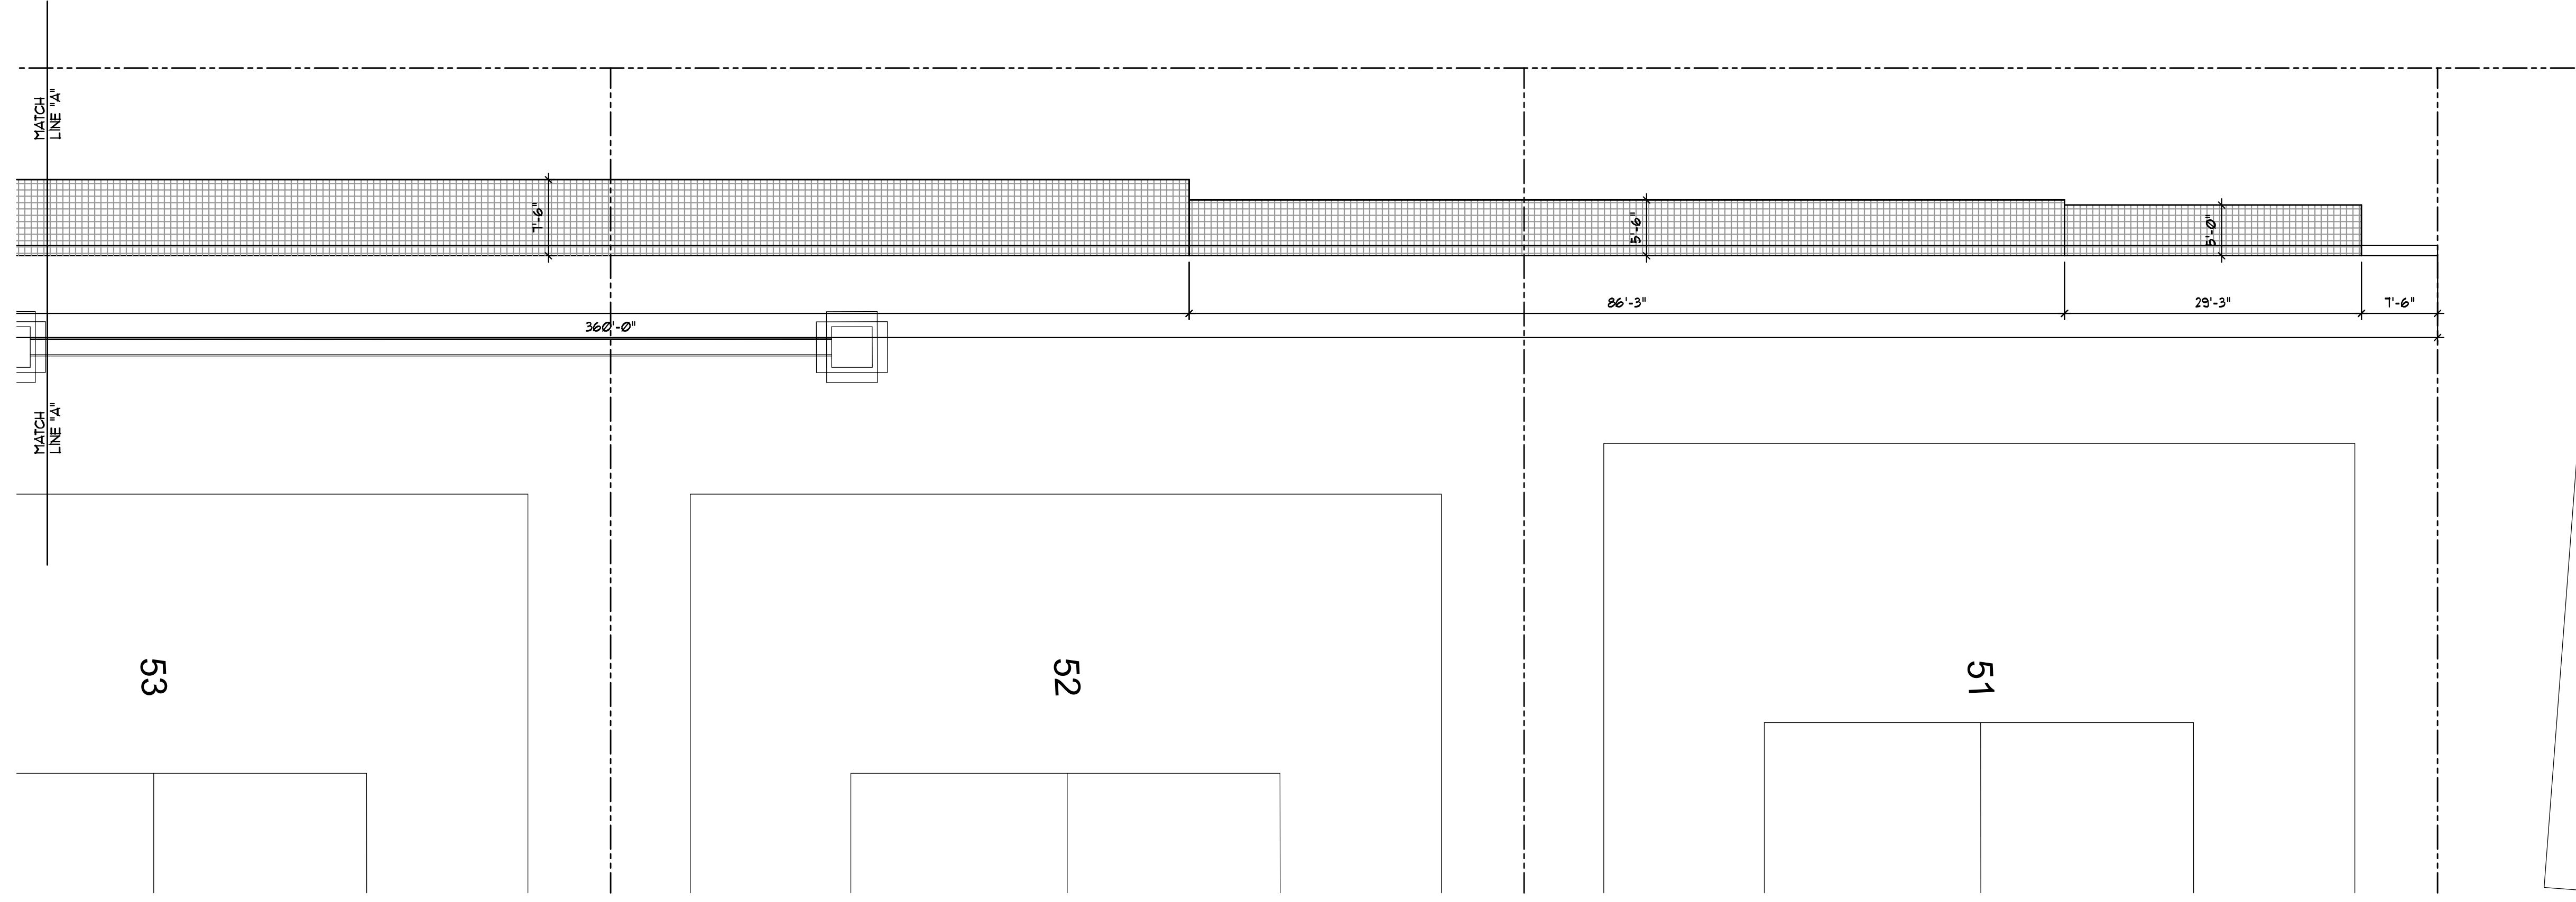 MATCH
LINE "A"
7'-6"
5'-6"
5'-0"
86'-3"
29'-3"
7'-6"
360'-0"
MATCH
LINE "A"
53
52
51